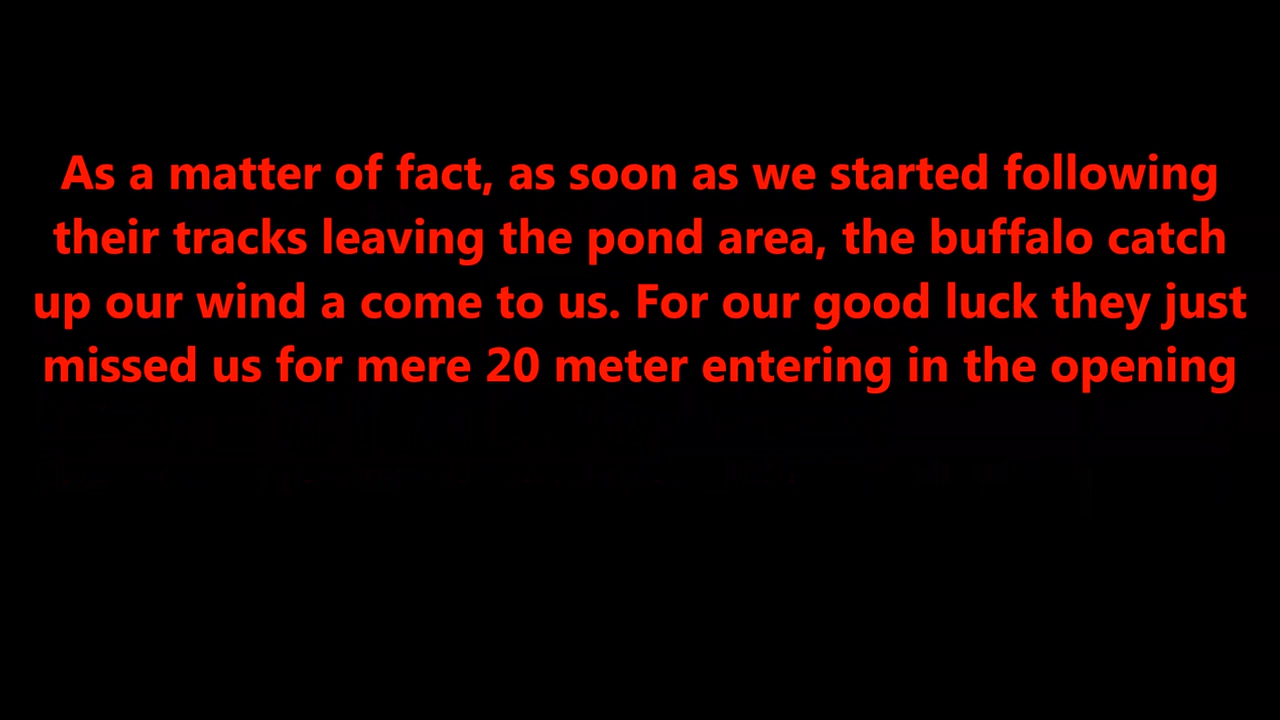 As a matter of fact, as soon as we started following
their tracks leaving the pond area, the buffalo catch
up our wind a come to us. For our good luck they just
missed us for mere 20 meter entering in the opening